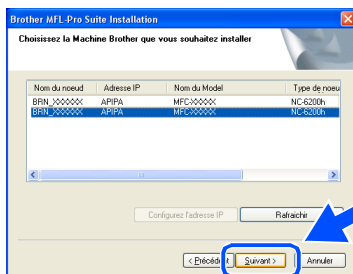 Brother MFL-Pro Suite Installation
Choisissez la Machine Brother que vous souhaitez installer
Nom du noeud Adresse IP Nom du Model Type de noeu
BRN_XXXXXX APIPA MFC-XXXXX NC-6200h
BRN_XXXXXX APIPA MFC-XXXXX NC-6200h
Configurez l'adresse IP Rafraichir
< Précédent Suivant > Annuler